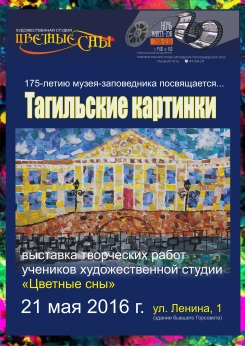 ХУДОЖЕСТВЕННАЯ СТУДИЯ
ЦВЕТНЫЕ СНЫ
175-летию музея-заповедника посвящается...
Тагильские картинки
выставка творческих работ
учеников художественной студии
«Цветные сны»
21 мая 2016 г. ул. Ленина, 1
(здание бывшего Горсовета)